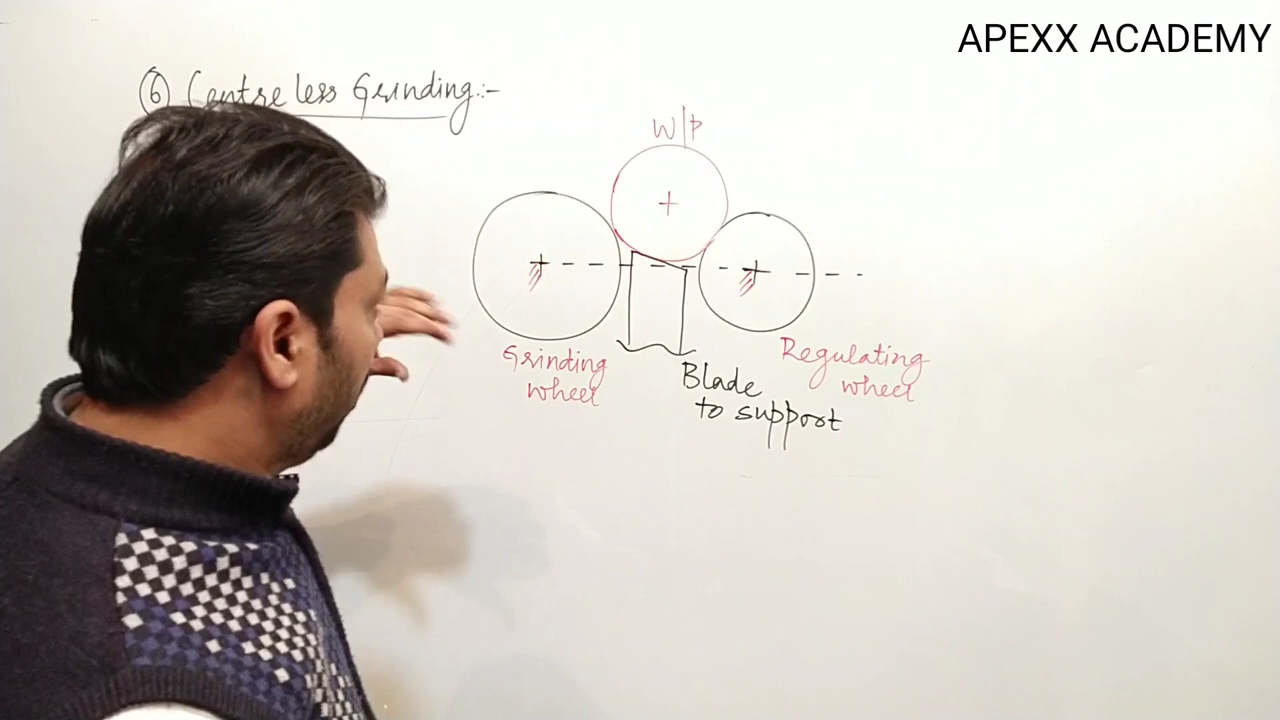 APEXX ACADEMY
⑥ Centre less Grinding:-
W/P
Grinding
wheel
Regulating
wheel
Blade
to support